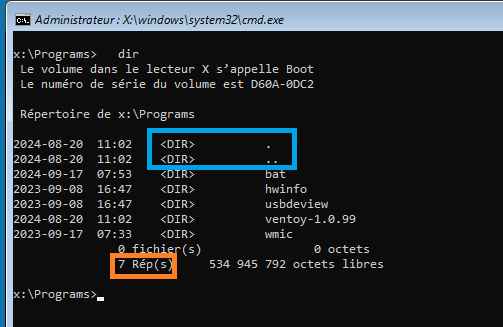 Administrateur : X:\windows\system32\cmd.exe
x:\Programs>   dir
 Le volume dans le lecteur X s’appelle Boot
 Le numéro de série du volume est D60A-0DC2
 Répertoire de x:\Programs
2024-08-20  11:02    <DIR>          .
2024-08-20  11:02    <DIR>          ..
2024-09-17  07:53    <DIR>          bat
2023-09-08  16:47    <DIR>          hwinfo
2023-09-08  16:47    <DIR>          usbdeview
2024-08-20  11:02    <DIR>          ventoy-1.0.99
2023-09-17  07:33    <DIR>          wmic
               0 fichier(s)                0 octets
               7 Rép(s)     534 945 792 octets libres
x:\Programs>